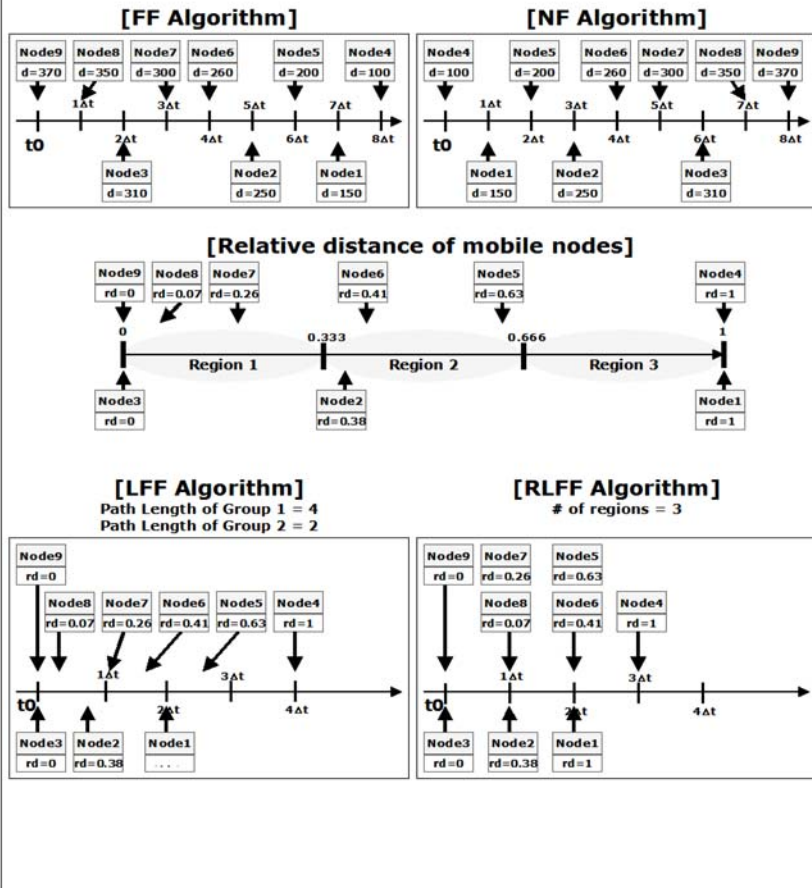 [FF Algorithm]
Node9 Node8 Node7 Node6 Node5 Node4
d=370 d=350 d=300 d=260 d=200 d=100
1Δt 3Δt 5Δt 7Δt
t0 2Δt 4Δt 6Δt 8Δt
Node3 Node2 Node1
d=310 d=250 d=150
[NF Algorithm]
Node4 Node5 Node6 Node7 Node8 Node9
d=100 d=200 d=260 d=300 d=350 d=370
1Δt 3Δt 5Δt 7Δt
t0 2Δt 4Δt 6Δt 8Δt
Node1 Node2 Node3
d=150 d=250 d=310
[Relative distance of mobile nodes]
Node9 Node8 Node7 Node6 Node5 Node4
rd=0 rd=0.07 rd=0.26 rd=0.41 rd=0.63 rd=1
0 0.333 0.666 1
Region 1 Region 2 Region 3
Node3 Node2 Node1
rd=0 rd=0.38 rd=1
[LFF Algorithm]
Path Length of Group 1 = 4
Path Length of Group 2 = 2
Node9
rd=0
Node8 Node7 Node6 Node5 Node4
rd=0.07 rd=0.26 rd=0.41 rd=0.63 rd=1
1Δt 3Δt
t0 2Δt 4Δt
Node3 Node2 Node1
rd=0 rd=0.38
[RLFF Algorithm]
# of regions = 3
Node9 Node7 Node5
rd=0 rd=0.26 rd=0.63
Node8 Node6 Node4
rd=0.07 rd=0.41 rd=1
1Δt 3Δt
t0 2Δt 4Δt
Node3 Node2 Node1
rd=0 rd=0.38 rd=1